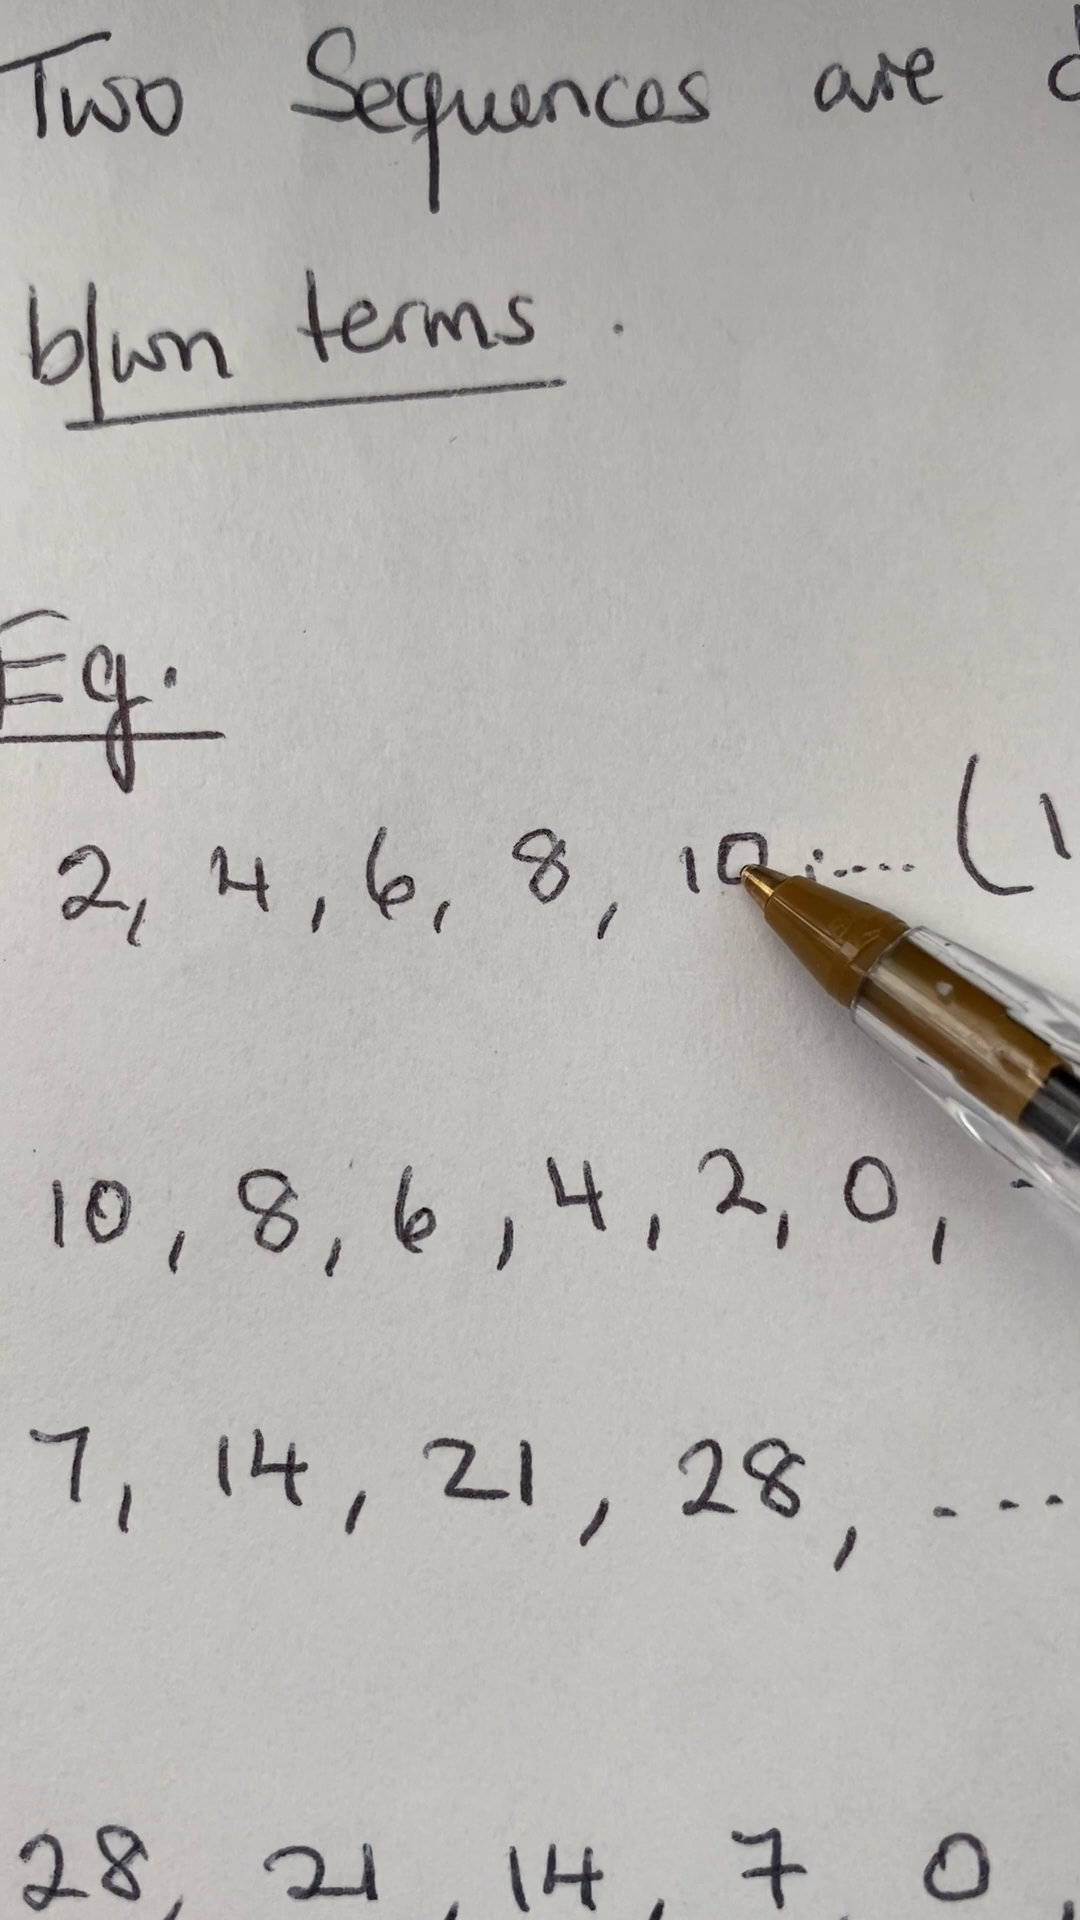 Two Sequences are
b/wn terms.
Eg.
2, 4, 6, 8, 10, .... (1
10, 8, 6, 4, 2, 0, -
7, 14, 21, 28, ...
28, 21, 14, 7 0,